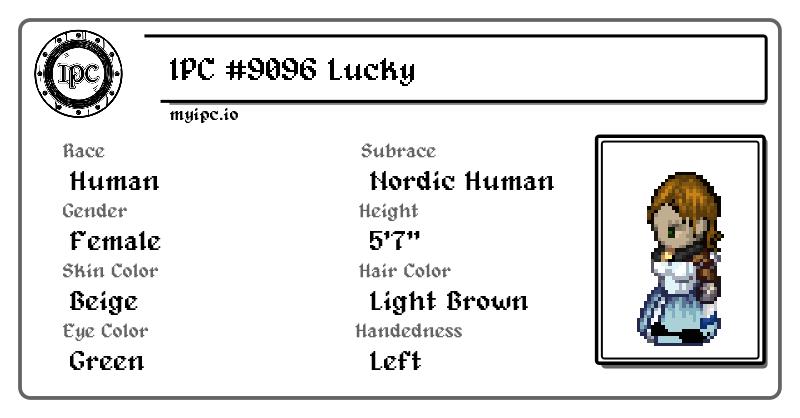 IPC
IPC #9096 Lucky
myipc.io
Race
Human
Subrace
Nordic Human
Gender
Female
Height
5'7"
Skin Color
Beige
Hair Color
Light Brown
Eye Color
Green
Handedness
Left